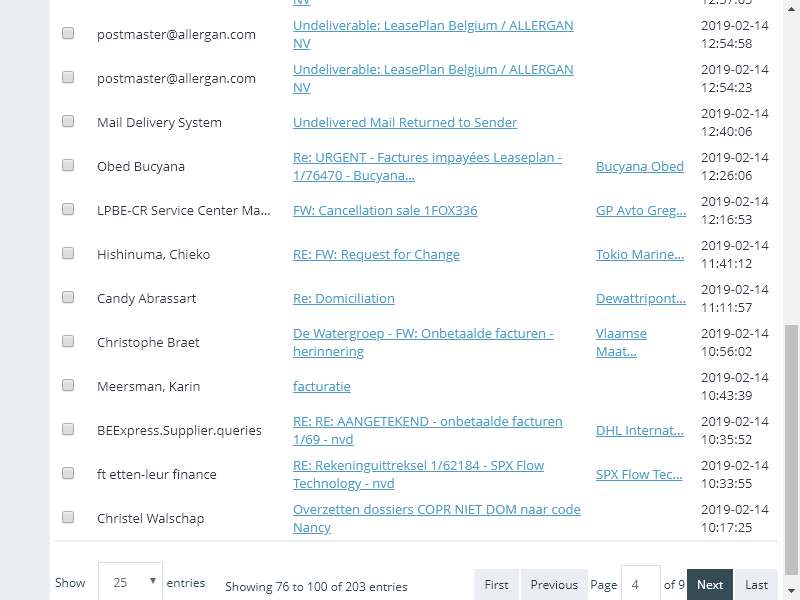 NV
12:57:05
postmaster@allergan.com
Undeliverable: LeasePlan Belgium / ALLERGAN
NV
2019-02-14
12:54:58
postmaster@allergan.com
Undeliverable: LeasePlan Belgium / ALLERGAN
NV
2019-02-14
12:54:23
Mail Delivery System
Undelivered Mail Returned to Sender
2019-02-14
12:40:06
Obed Bucyana
Re: URGENT - Factures impayées Leaseplan -
1/76470 - Bucyana...
Bucyana Obed
2019-02-14
12:26:06
LPBE-CR Service Center Ma...
FW: Cancellation sale 1FOX336
GP Avto Greg...
2019-02-14
12:16:53
Hishinuma, Chieko
RE: FW: Request for Change
Tokio Marine...
2019-02-14
11:41:12
Candy Abrassart
Re: Domiciliation
Dewattripont...
2019-02-14
11:11:57
Christophe Braet
De Watergroep - FW: Onbetaalde facturen -
herinnering
Vlaamse
Maat...
2019-02-14
10:56:02
Meersman, Karin
facturatie
2019-02-14
10:43:39
BEExpress.Supplier.queries
RE: RE: AANGETEKEND - onbetaalde facturen
1/69 - nvd
DHL Internat...
2019-02-14
10:35:52
ft etten-leur finance
RE: Rekeninguittreksel 1/62184 - SPX Flow
Technology - nvd
SPX Flow Tec...
2019-02-14
10:33:55
Christel Walschap
Overzetten dossiers COPR NIET DOM naar code
Nancy
2019-02-14
10:17:25
Show 25 entries Showing 76 to 100 of 203 entries First Previous Page 4 of 9 Next Last